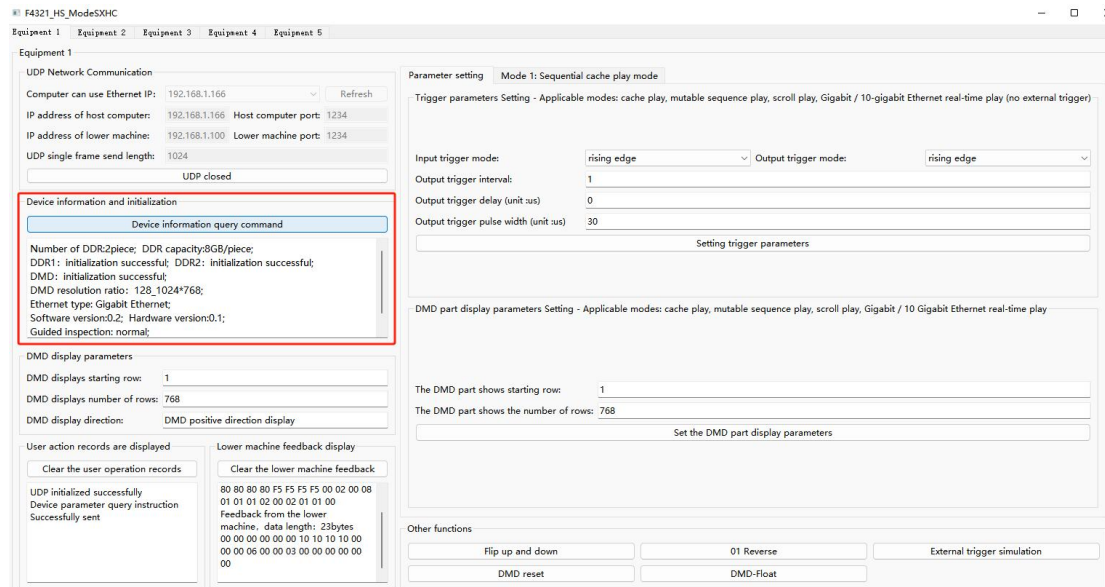 F4321_HS_ModeSXHC
Equipment 1 Equipment 2 Equipment 3 Equipment 4 Equipment 5
Equipment 1
UDP Network Communication
Computer can use Ethernet IP: 192.168.1.166 Refresh
IP address of host computer: 192.168.1.166 Host computer port: 1234
IP address of lower machine: 192.168.1.100 Lower machine port: 1234
UDP single frame send length: 1024
UDP closed
Device information and initialization
Device information query command
Number of DDR:2piece; DDR capacity:8GB/piece;
DDR1: initialization successful; DDR2: initialization successful;
DMD: initialization successful;
DMD resolution ratio: 128_1024*768;
Ethernet type: Gigabit Ethernet;
Software version:0.2; Hardware version:0.1;
Guided inspection: normal;
DMD display parameters
DMD displays starting row: 1
DMD displays number of rows: 768
DMD display direction: DMD positive direction display
User action records are displayed
Clear the user operation records
UDP initialized successfully
Device parameter query instruction
Successfully sent
Lower machine feedback display
Clear the lower machine feedback
80 80 80 80 F5 F5 F5 F5 00 02 00 08
01 01 01 02 00 02 01 01 00
Feedback from the lower
machine, data length: 23bytes
00 00 00 00 00 00 10 10 10 10 00
00 00 06 00 00 03 00 00 00 00 00
00
Parameter setting Mode 1: Sequential cache play mode
Trigger parameters Setting - Applicable modes: cache play, mutable sequence play, scroll play, Gigabit / 10-gigabit Ethernet real-time play (no external trigger)
Input trigger mode: rising edge Output trigger mode: rising edge
Output trigger interval: 1
Output trigger delay (unit :us) 0
Output trigger pulse width (unit :us) 30
Setting trigger parameters
DMD part display parameters Setting - Applicable modes: cache play, mutable sequence play, scroll play, Gigabit / 10 Gigabit Ethernet real-time play
The DMD part shows starting row: 1
The DMD part shows the number of rows: 768
Set the DMD part display parameters
Other functions
Flip up and down 01 Reverse External trigger simulation
DMD reset DMD-Float